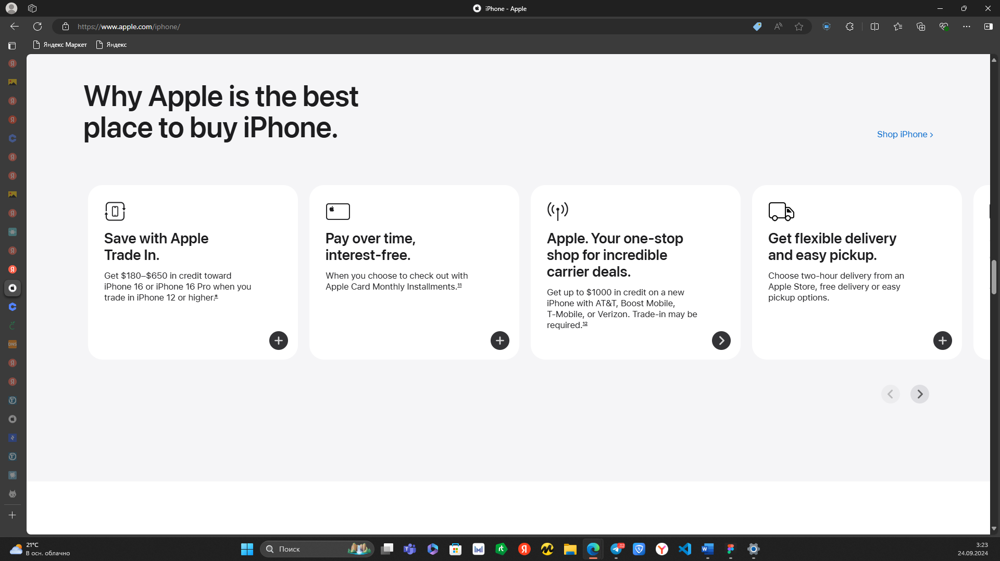 iPhone - Apple
https://www.apple.com/iphone/
Яндекс Маркет
Яндекс
Why Apple is the best
place to buy iPhone.
Shop iPhone >
Save with Apple
Trade In.
Get $180–$650 in credit toward
iPhone 16 or iPhone 16 Pro when you
trade in iPhone 12 or higher.*
Pay over time,
interest-free.
When you choose to check out with
Apple Card Monthly Installments.11
Apple. Your one-stop
shop for incredible
carrier deals.
Get up to $1000 in credit on a new
iPhone with AT&T, Boost Mobile,
T-Mobile, or Verizon. Trade-in may be
required.12
Get flexible delivery
and easy pickup.
Choose two-hour delivery from an
Apple Store, free delivery or easy
pickup options.
DNS
21°C
В осн. облачно
Поиск
02
3:23
24.09.2024